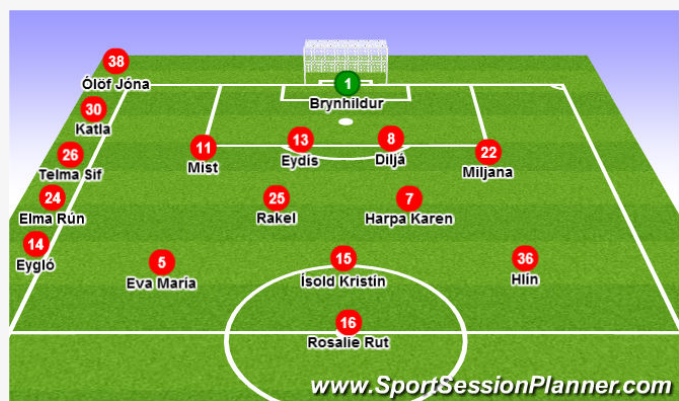 38
Ólöf Jóna
30
Katla
26
Telma Sif
24
Elma Rún
14
Eygló
1
Brynhildur
11
Mist
13
Eydís
8
Diljá
22
Miljana
25
Rakel
7
Harpa Karen
5
Eva María
15
Ísold Kristín
36
Hlín
16
Rosalie Rut
www.SportSessionPlanner.com